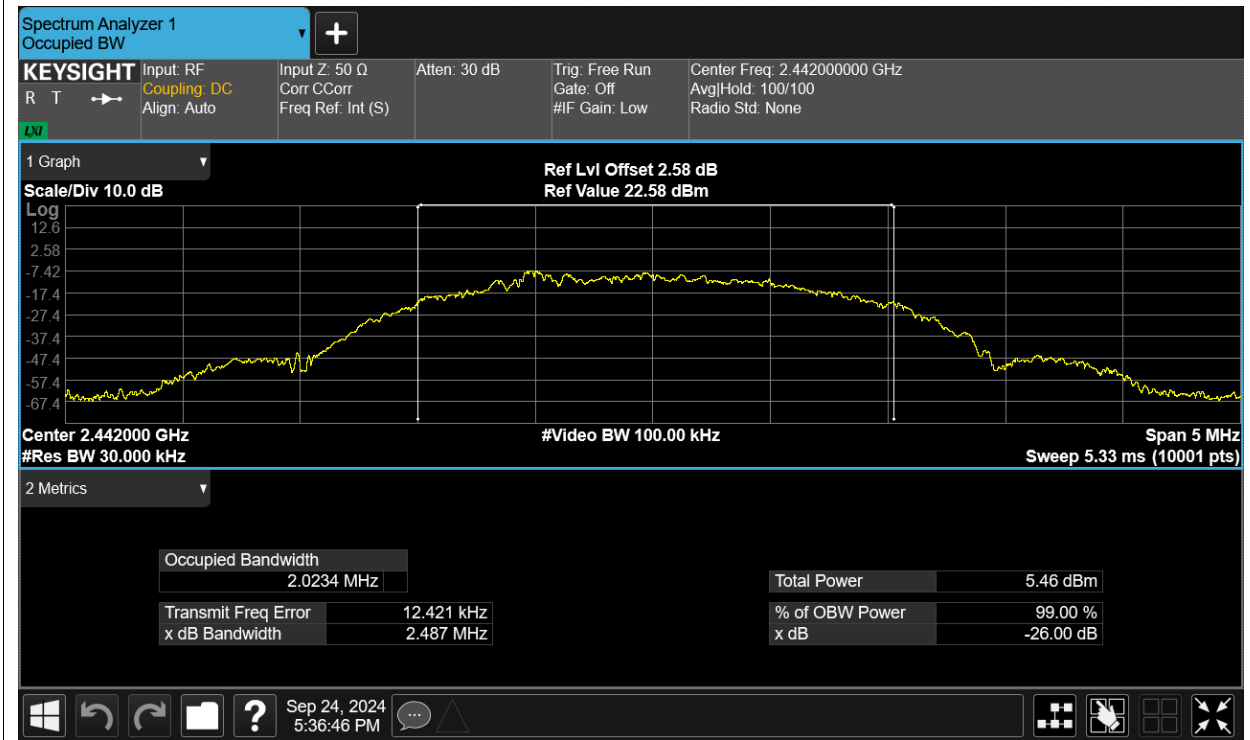 Spectrum Analyzer 1
Occupied BW
KEYSIGHT
R T
LXI
Input: RF
Coupling: DC
Align: Auto
Input Z: 50 Ω
Corr CCorr
Freq Ref: Int (S)
Atten: 30 dB
Trig: Free Run
Gate: Off
#IF Gain: Low
Center Freq: 2.442000000 GHz
Avg|Hold: 100/100
Radio Std: None
1 Graph
Scale/Div 10.0 dB
Ref Lvl Offset 2.58 dB
Ref Value 22.58 dBm
Log
12.6
2.58
-7.42
-17.4
-27.4
-37.4
-47.4
-57.4
-67.4
Center 2.442000 GHz
#Video BW 100.00 kHz
Span 5 MHz
#Res BW 30.000 kHz
Sweep 5.33 ms (10001 pts)
2 Metrics
Occupied Bandwidth
2.0234 MHz
Total Power 5.46 dBm
Transmit Freq Error 12.421 kHz
% of OBW Power 99.00 %
x dB Bandwidth 2.487 MHz
x dB -26.00 dB
?
Sep 24, 2024
5:36:46 PM